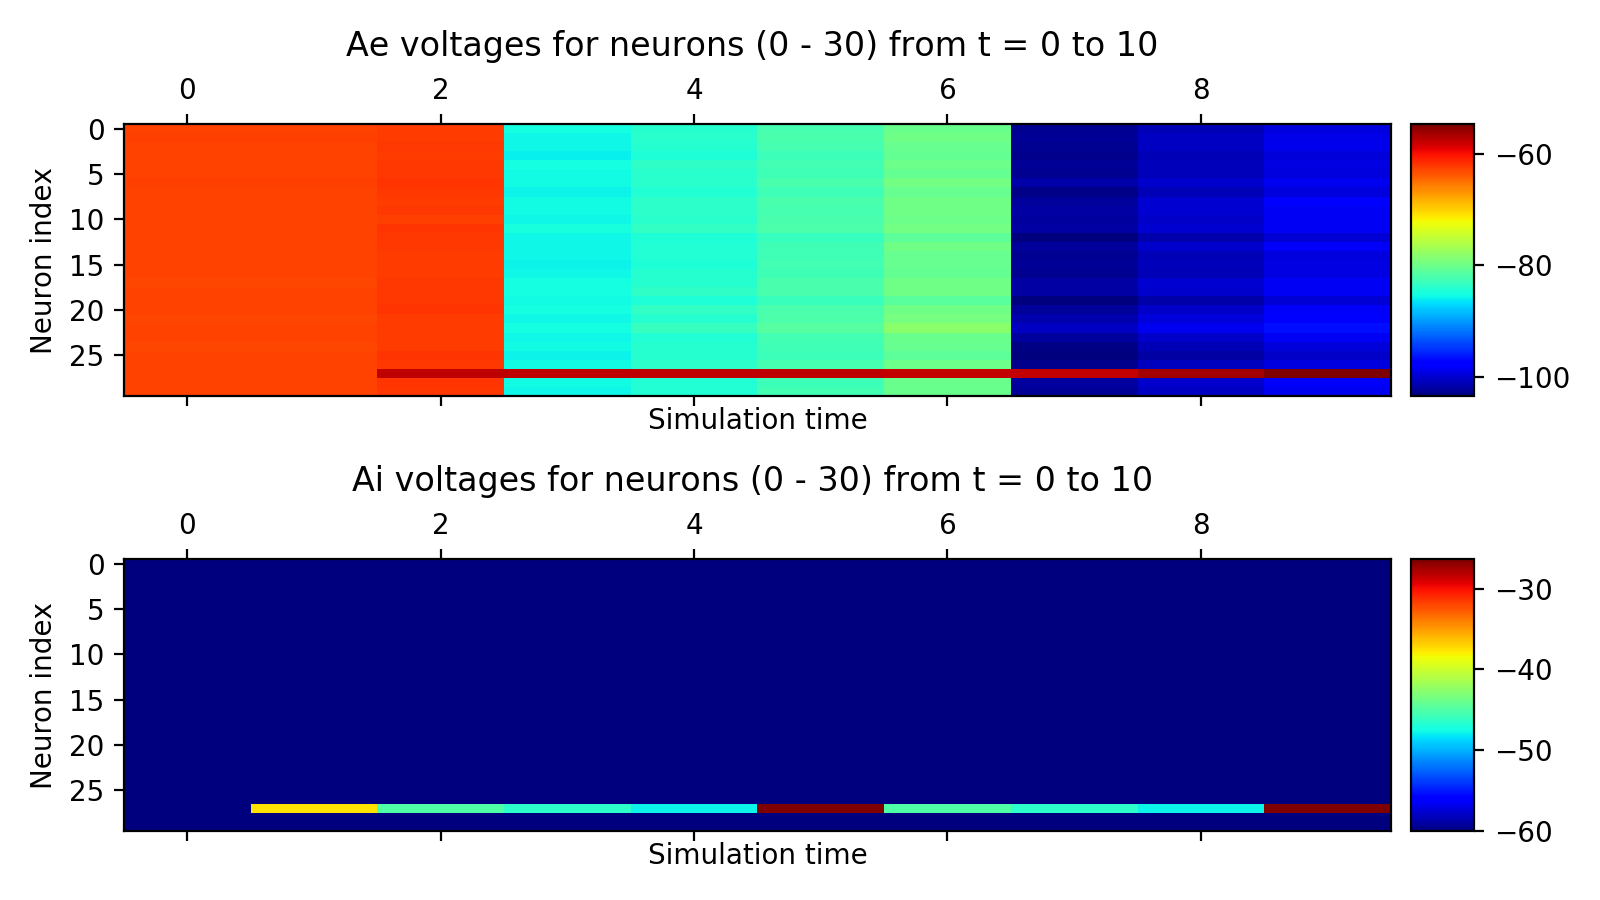 Ae voltages for neurons (0 - 30) from t = 0 to 10
0 2 4 6 8
Neuron index
0
5
10
15
20
25
−60
−80
−100
Simulation time
Ai voltages for neurons (0 - 30) from t = 0 to 10
0 2 4 6 8
Neuron index
0
5
10
15
20
25
−30
−40
−50
−60
Simulation time